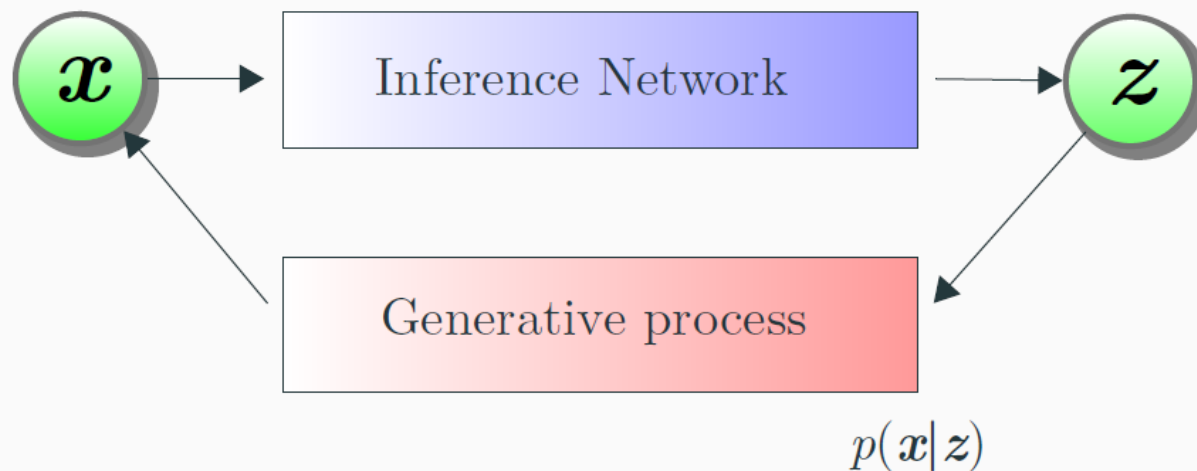 x
Inference Network
z
Generative process
p(x|z)